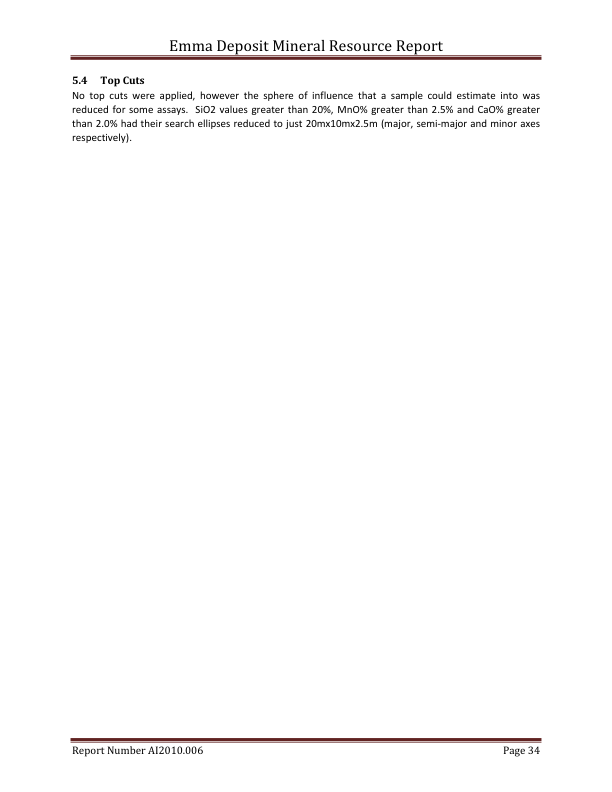 Emma Deposit Mineral Resource Report
5.4 Top Cuts
No top cuts were applied, however the sphere of influence that a sample could estimate into was
reduced for some assays. SiO2 values greater than 20%, MnO% greater than 2.5% and CaO% greater
than 2.0% had their search ellipses reduced to just 20mx10mx2.5m (major, semi-major and minor axes
respectively).
Report Number AI2010.006 Page 34